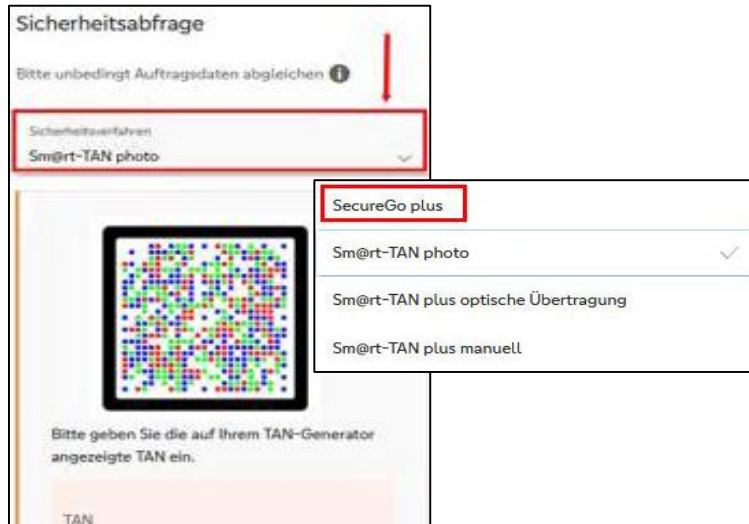 Sicherheitsabfrage
Bitte unbedingt Auftragsdaten abgleichen
Sicherheitsverfahren
Sm@rt-TAN photo
SecureGo plus
Sm@rt-TAN photo
Sm@rt-TAN plus optische Übertragung
Sm@rt-TAN plus manuell
Bitte geben Sie die auf Ihrem TAN-Generator
angezeigte TAN ein.
TAN